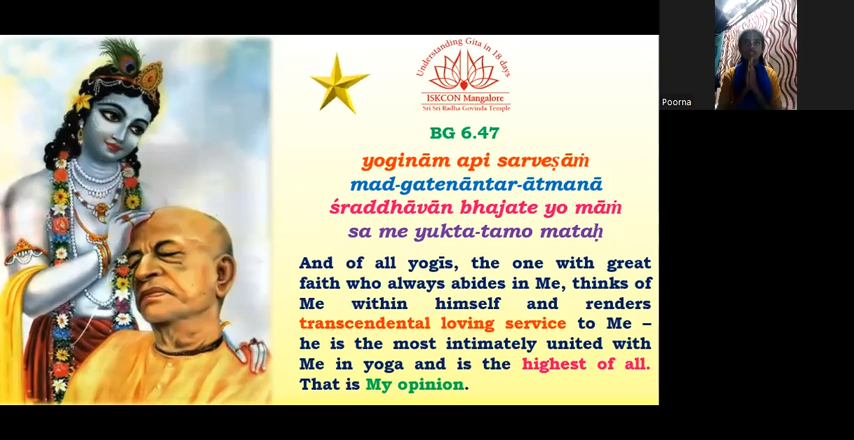 Understanding Gita in 18 days
ISKCON Mangalore
Sri Sri Radha Govinda Temple
BG 6.47
yoginām api sarveṣāṁ
mad-gatenāntar-ātmanā
śraddhāvān bhajate yo māṁ
sa me yukta-tamo mataḥ
And of all yogīs, the one with great
faith who always abides in Me, thinks of
Me within himself and renders
transcendental loving service to Me –
he is the most intimately united with
Me in yoga and is the highest of all.
That is My opinion.
Poorna